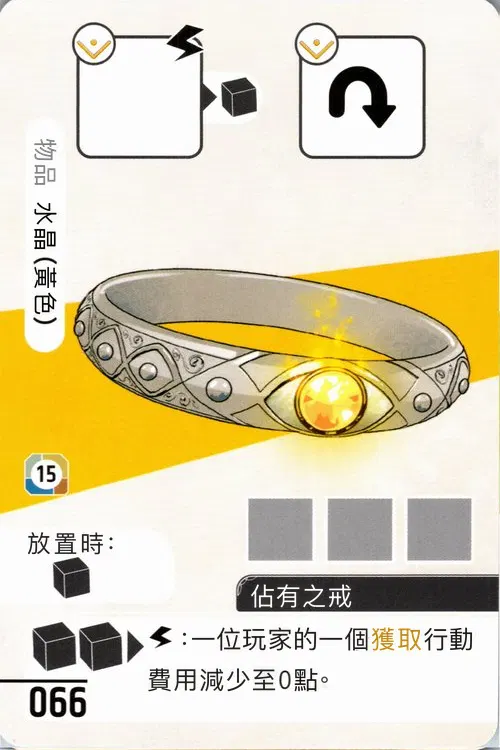 物品 水晶(黃色)
15
放置時:
佔有之戒
:一位玩家的一個獲取行動
費用減少至0點。
066